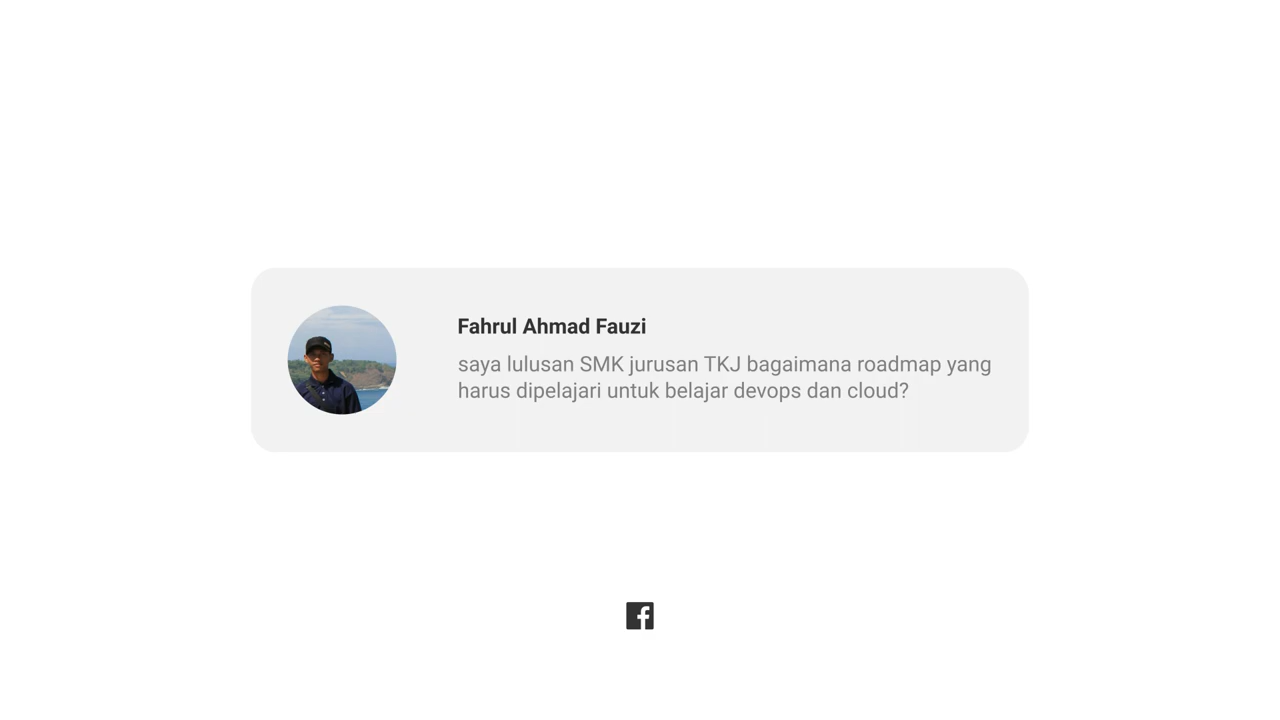 Fahrul Ahmad Fauzi
saya lulusan SMK jurusan TKJ bagaimana roadmap yang
harus dipelajari untuk belajar devops dan cloud?